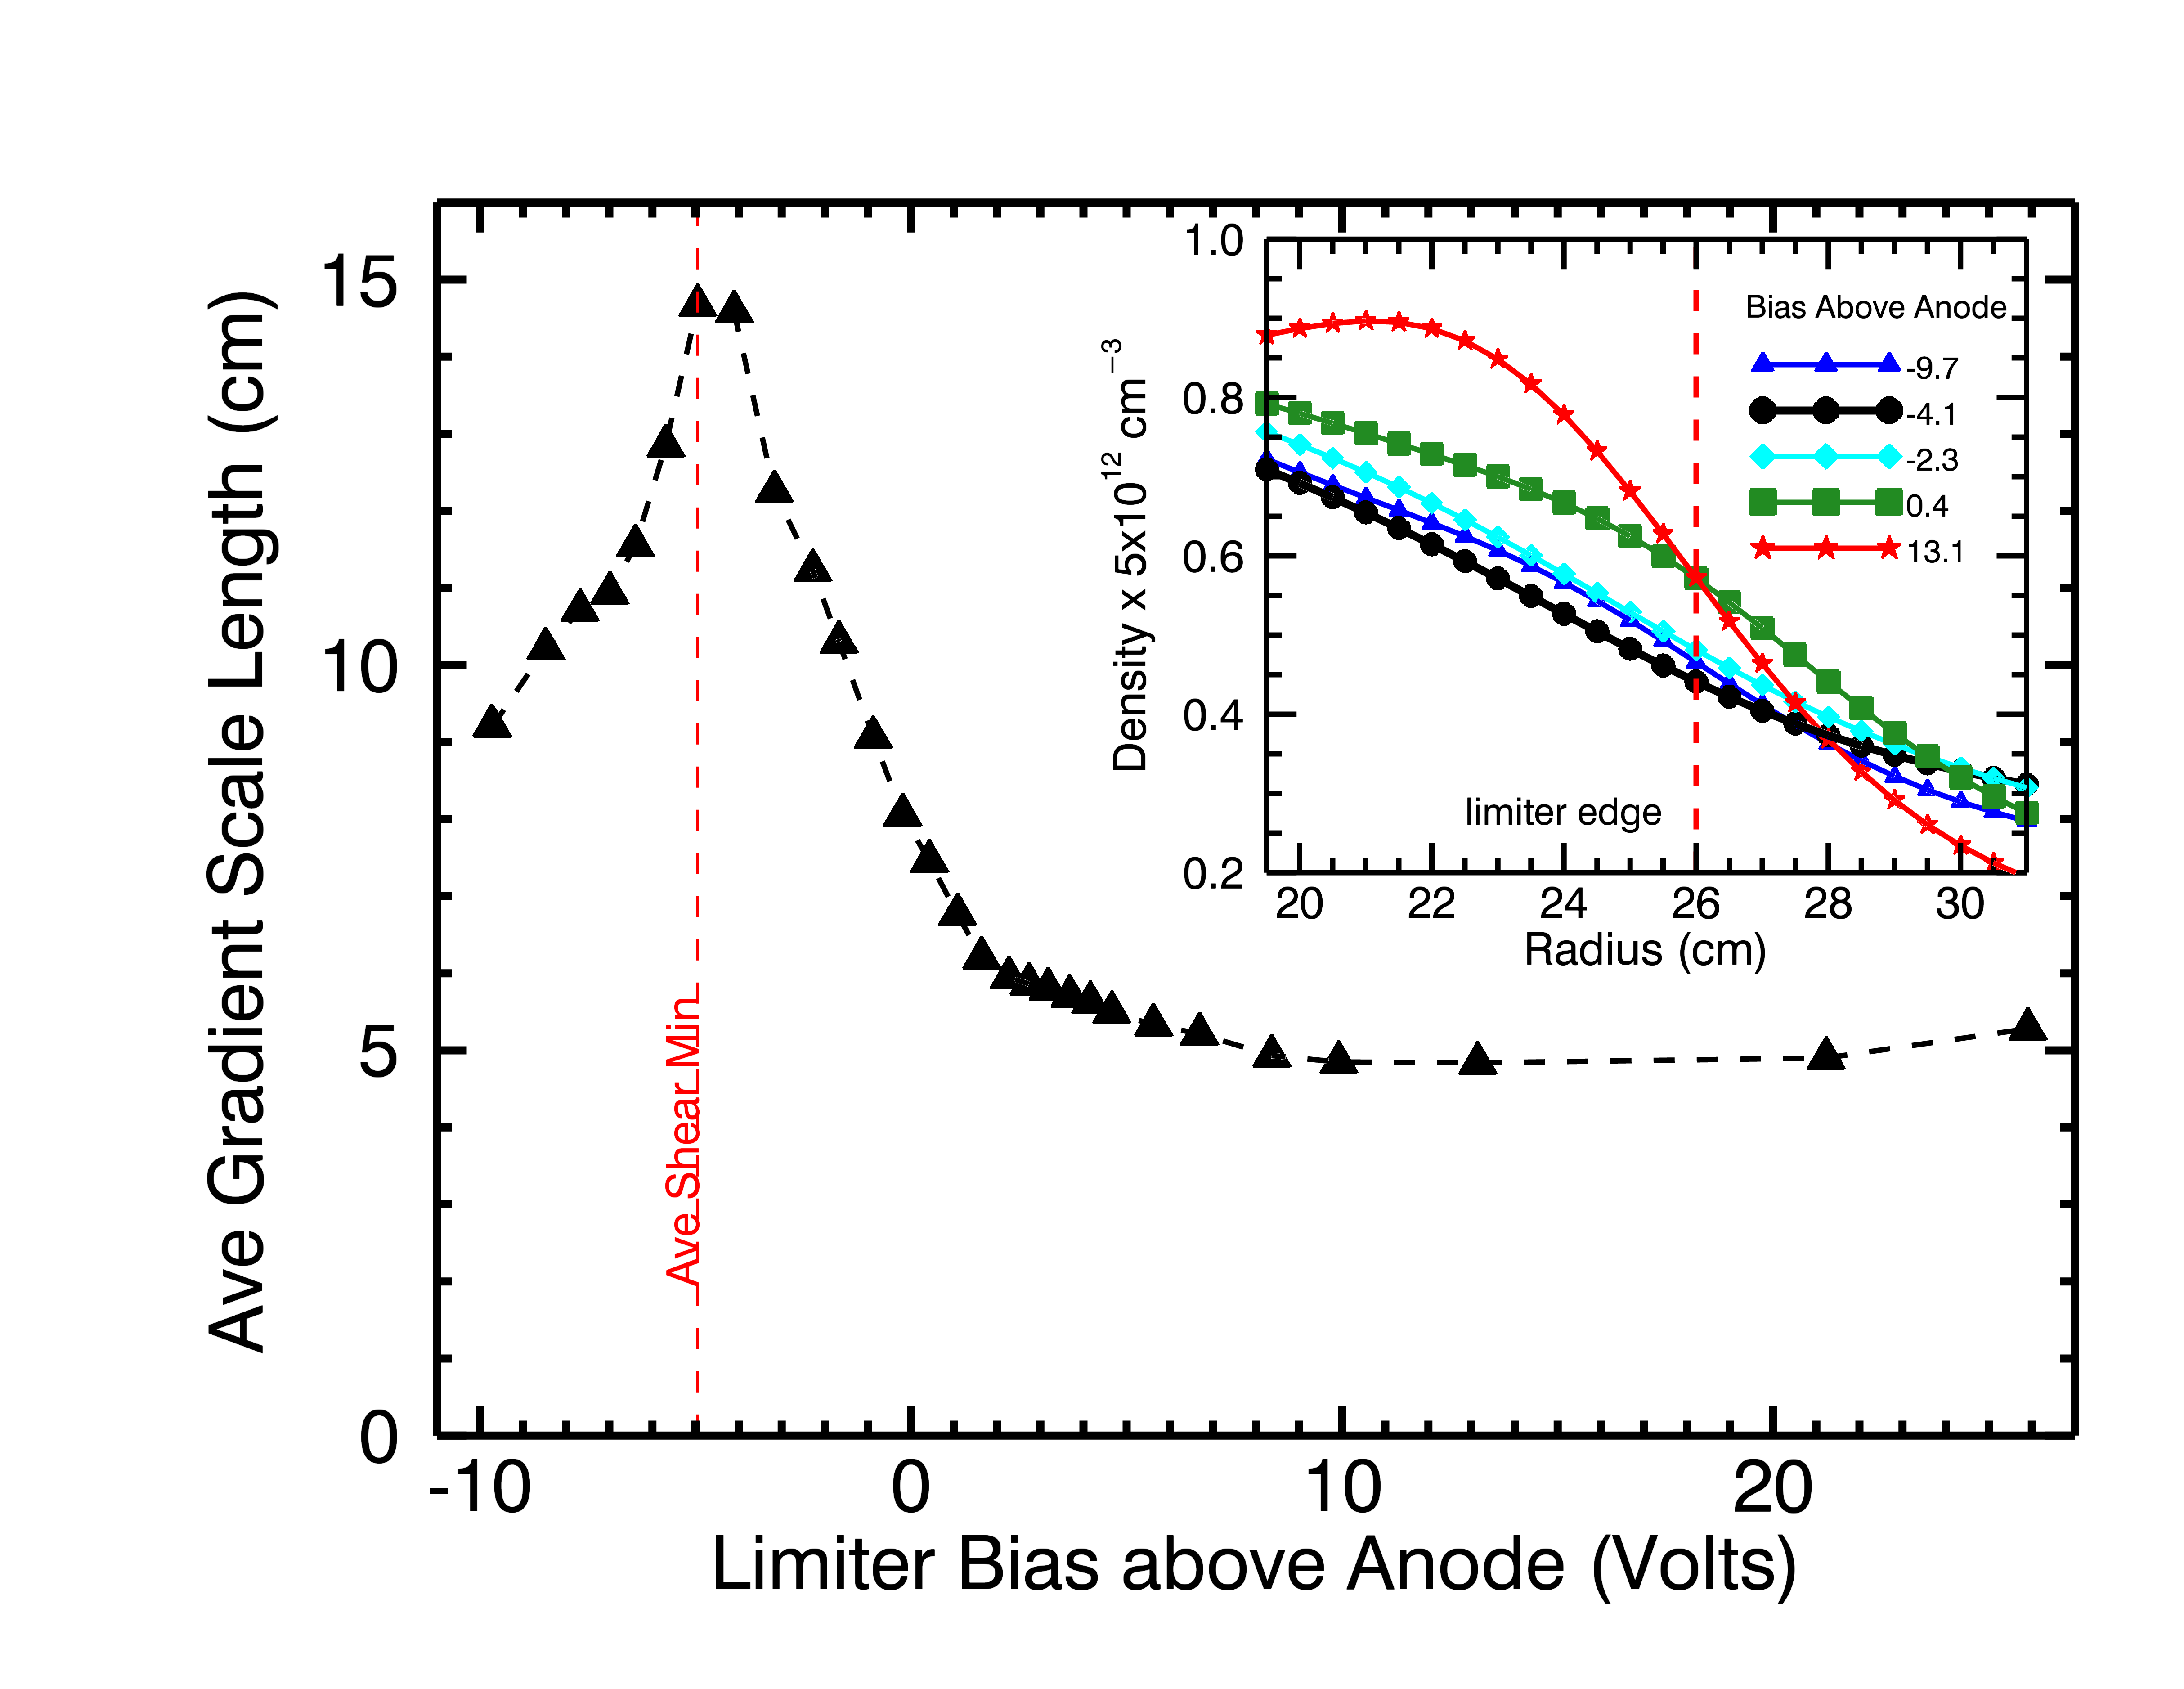 Ave Gradient Scale Length (cm)
15
10
5
0
-10 0 10 20
Limiter Bias above Anode (Volts)
Ave Shear Min
Density x 5x10¹² cm⁻³
1.0
0.8
0.6
0.4
0.2
20 22 24 26 28 30
Radius (cm)
limiter edge
Bias Above Anode
-9.7
-4.1
-2.3
0.4
13.1